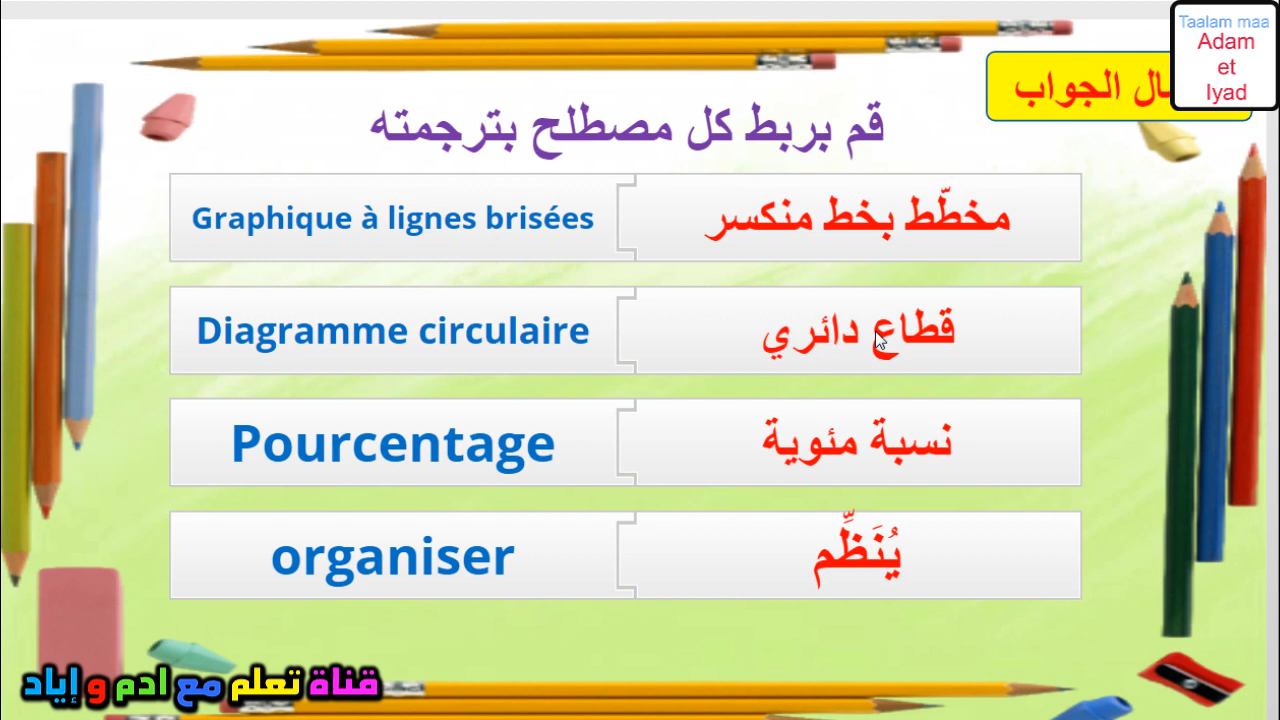 Taalam maa
Adam
et
Iyad
الجواب
قم بربط كل مصطلح بترجمته
Graphique à lignes brisées
مخطّط بخط منكسر
Diagramme circulaire
قطاع دائري
Pourcentage
نسبة مئوية
organiser
يُنَظِّم
قناة تعلم مع ادم و إياد